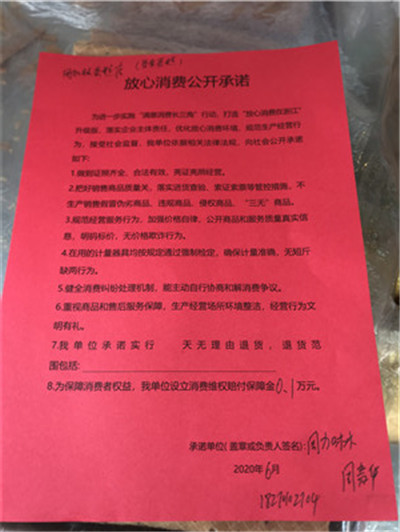 放心消费公开承诺
为进一步实施“满意消费长三角”行动，打造“放心消费在浙江”
升级版，落实企业主体责任，优化放心消费环境，规范生产经营行
为，接受社会监督，我单位依据相关法律法规，向社会公开承诺
如下:
1.做到证照齐全，合法有效，亮证亮照经营。
2.把好销售商品质量关，落实进货查验、索证索票等管控措施，不
生产销售假冒伪劣商品、违规商品、侵权商品、“三无”商品。
3.规范经营服务行为，加强价格自律，公开商品和服务质量真实信
息，明码标价，无价格欺诈行为。
4.在用的计量器具均按规定通过强制检定，确保计量准确，无短斤
缺两行为。
5.健全消费纠纷处理机制，能主动自行协商和解消费争议。
6.重视商品和售后服务保障，生产经营场所环境整洁，经营行为文
明有礼。
7.我单位承诺实行 天无理由退货，退货范
围包括:
8.为保障消费者权益，我单位设立消费维权赔付保障金0.1万元。
承诺单位(盖章或负责人签名):
2020年6月